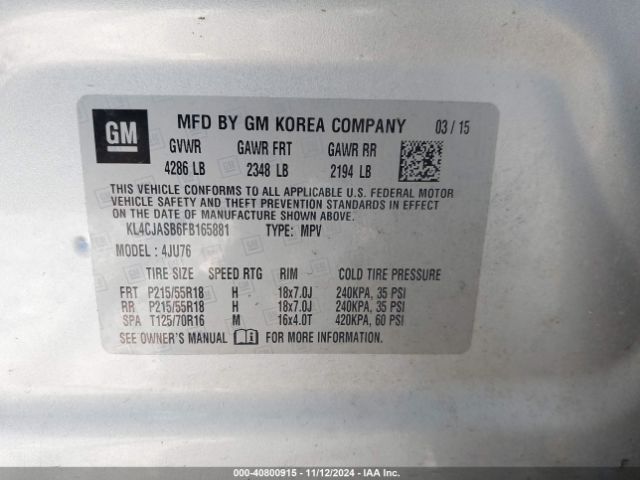 GM
MFD BY GM KOREA COMPANY 03 / 15
GVWR GAWR FRT GAWR RR
4286 LB 2348 LB 2194 LB
THIS VEHICLE CONFORMS TO ALL APPLICABLE U.S. FEDERAL MOTOR
VEHICLE SAFETY AND THEFT PREVENTION STANDARDS IN EFFECT
ON THE DATE OF MANUFACTURE SHOWN ABOVE.
KL4CJASB6FB165881 TYPE: MPV
MODEL : 4JU76
TIRE SIZE SPEED RTG RIM COLD TIRE PRESSURE
FRT P215/55R18 H 18x7.0J 240KPA, 35 PSI
RR P215/55R18 H 18x7.0J 240KPA, 35 PSI
SPA T125/70R16 M 16x4.0T 420KPA, 60 PSI
SEE OWNER'S MANUAL FOR MORE INFORMATION.
000-40800915 - 11/12/2024 - IAA Inc.